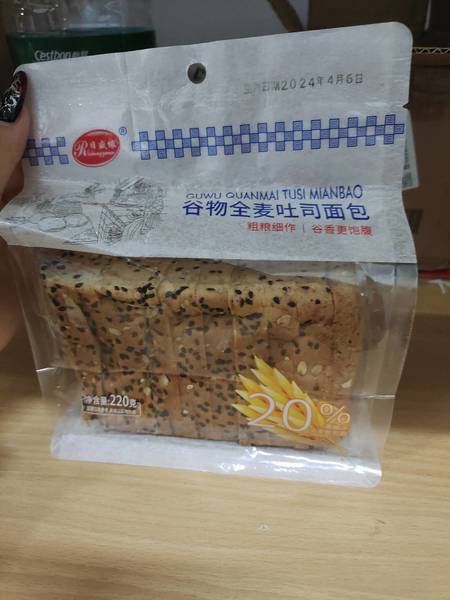 Cestbon
生产日期2024年4月6日
R
®
GUWU QUANMAI TUSI MIANBAO
谷物全麦吐司面包
粗粮细作 | 谷香更饱腹
净含量:220克
20%